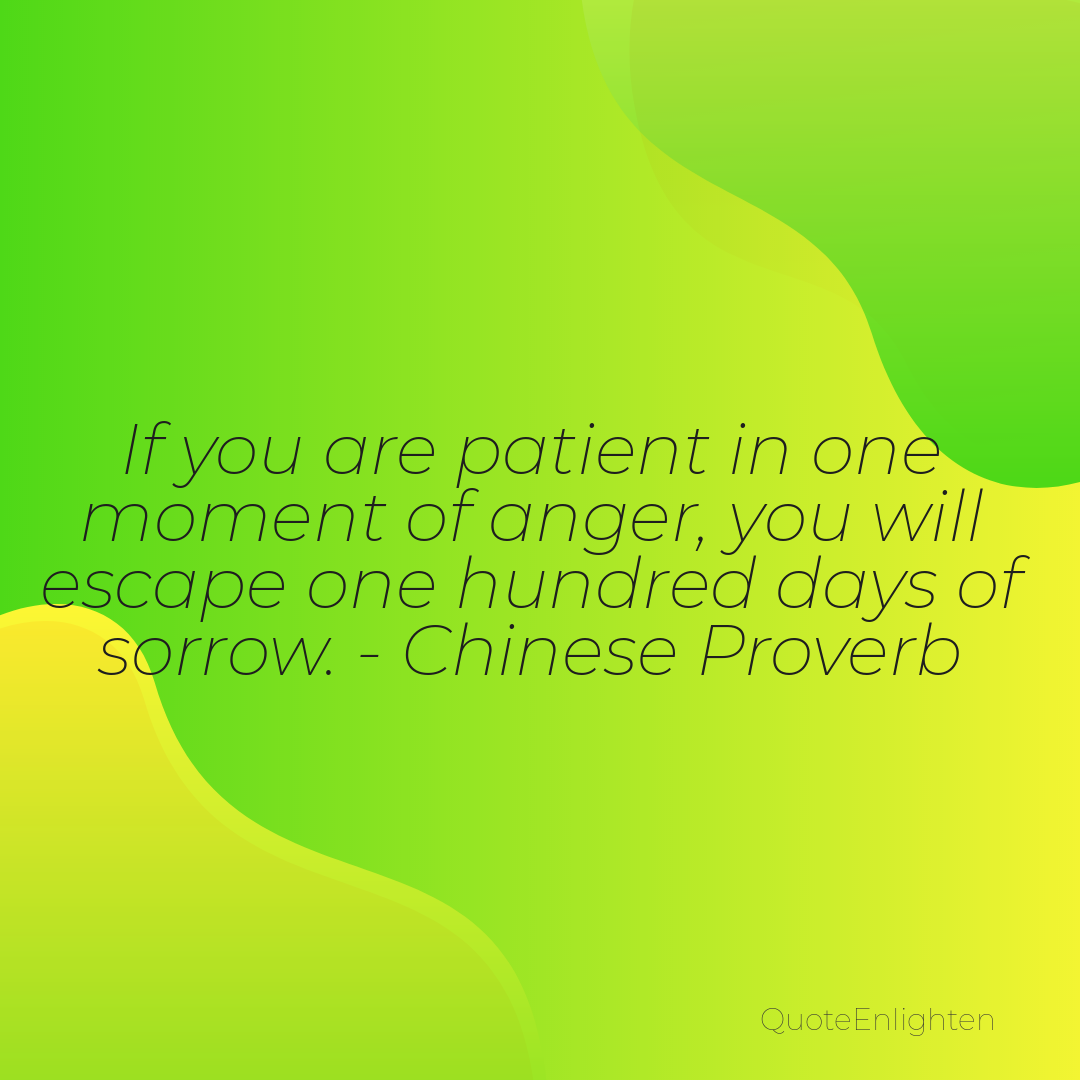 If you are patient in one
moment of anger, you will
escape one hundred days of
sorrow. - Chinese Proverb
QuoteEnlighten